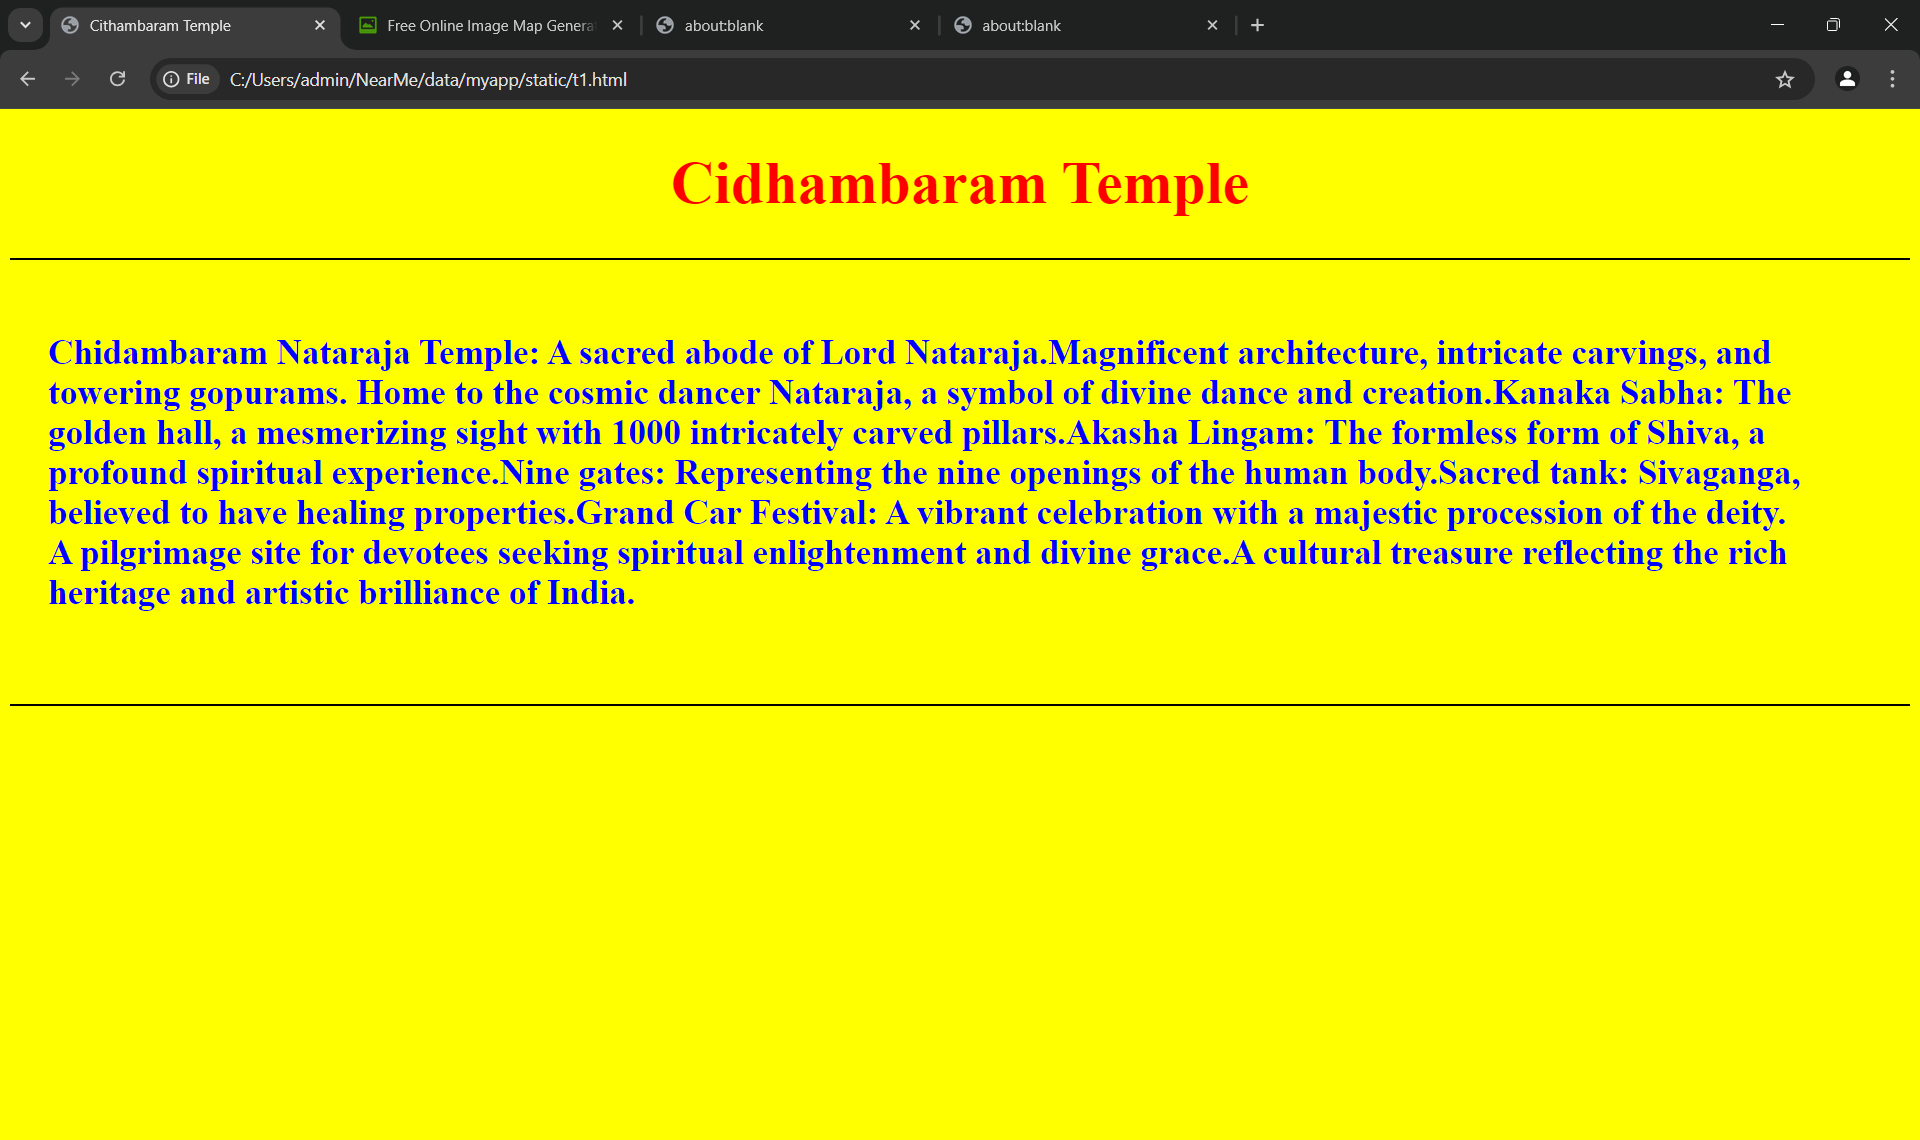 Cithambaram Temple
Free Online Image Map Genera
about:blank
about:blank
File
C:/Users/admin/NearMe/data/myapp/static/t1.html
Cidhambaram Temple
Chidambaram Nataraja Temple: A sacred abode of Lord Nataraja.Magnificent architecture, intricate carvings, and
towering gopurams. Home to the cosmic dancer Nataraja, a symbol of divine dance and creation.Kanaka Sabha: The
golden hall, a mesmerizing sight with 1000 intricately carved pillars.Akasha Lingam: The formless form of Shiva, a
profound spiritual experience.Nine gates: Representing the nine openings of the human body.Sacred tank: Sivaganga,
believed to have healing properties.Grand Car Festival: A vibrant celebration with a majestic procession of the deity.
A pilgrimage site for devotees seeking spiritual enlightenment and divine grace.A cultural treasure reflecting the rich
heritage and artistic brilliance of India.